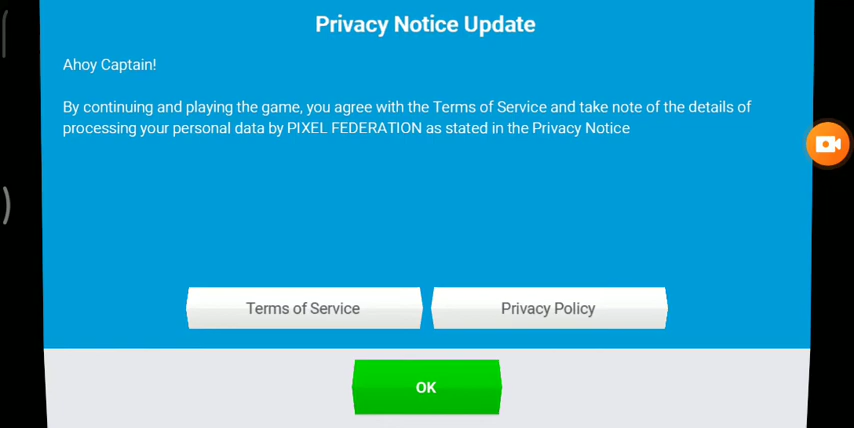 Privacy Notice Update
Ahoy Captain!
By continuing and playing the game, you agree with the Terms of Service and take note of the details of
processing your personal data by PIXEL FEDERATION as stated in the Privacy Notice
Terms of Service
Privacy Policy
OK